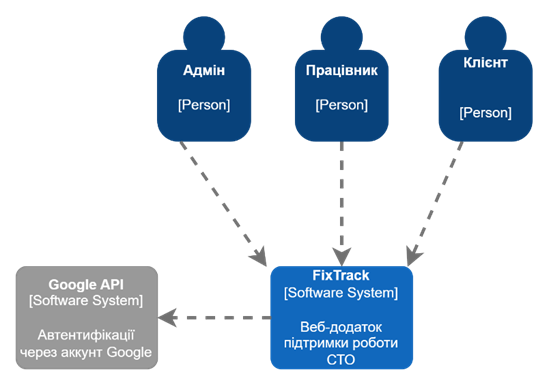 Адмін
[Person]
Працівник
[Person]
Клієнт
[Person]
Google API
[Software System]
Автентифікації
через аккунт Google
FixTrack
[Software System]
Веб-додаток
підтримки роботи
СТО